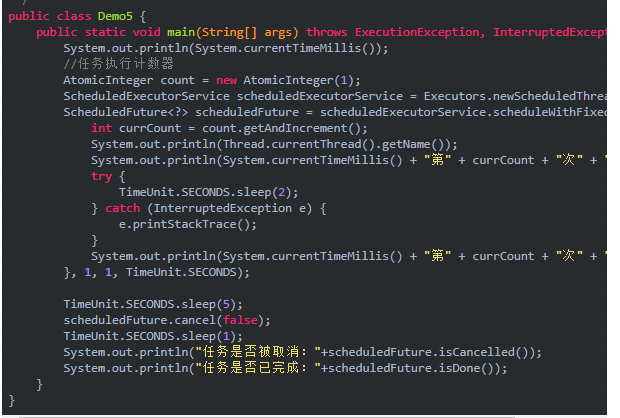 public class Demo5 {
public static void main(String[] args) throws ExecutionException, InterruptedExcept
System.out.println(System.currentTimeMillis());
//任务执行计数器
AtomicInteger count = new AtomicInteger(1);
ScheduledExecutorService scheduledExecutorService = Executors.newScheduledThrea
ScheduledFuture<?> scheduledFuture = scheduledExecutorService.scheduleWithFixed
int currCount = count.getAndIncrement();
System.out.println(Thread.currentThread().getName());
System.out.println(System.currentTimeMillis() + "第" + currCount + "次" + "
try {
TimeUnit.SECONDS.sleep(2);
} catch (InterruptedException e) {
e.printStackTrace();
}
System.out.println(System.currentTimeMillis() + "第" + currCount + "次" + "
}, 1, 1, TimeUnit.SECONDS);
TimeUnit.SECONDS.sleep(5);
scheduledFuture.cancel(false);
TimeUnit.SECONDS.sleep(1);
System.out.println("任务是否被取消："+scheduledFuture.isCancelled());
System.out.println("任务是否已完成："+scheduledFuture.isDone());
}
}